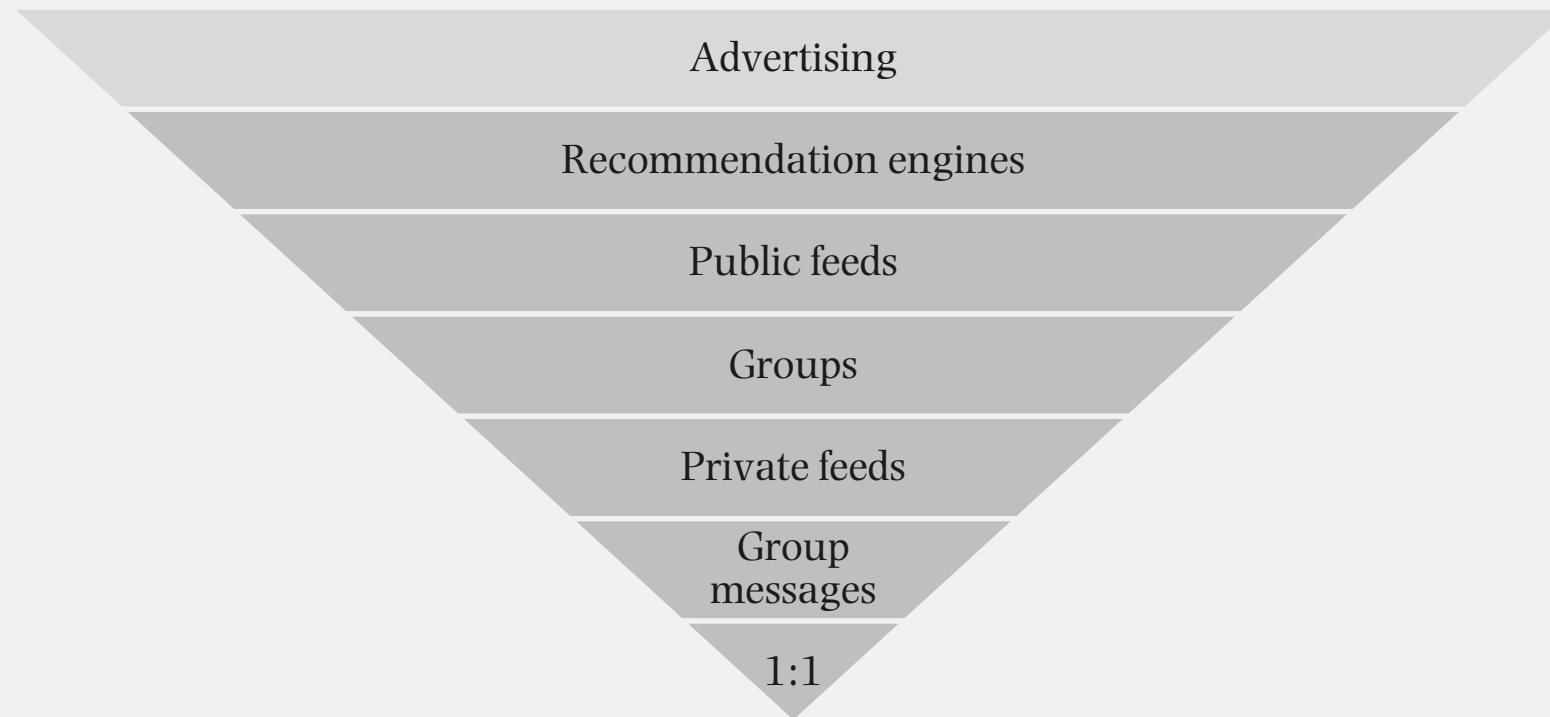 Advertising
Recommendation engines
Public feeds
Groups
Private feeds
Group
messages
1:1